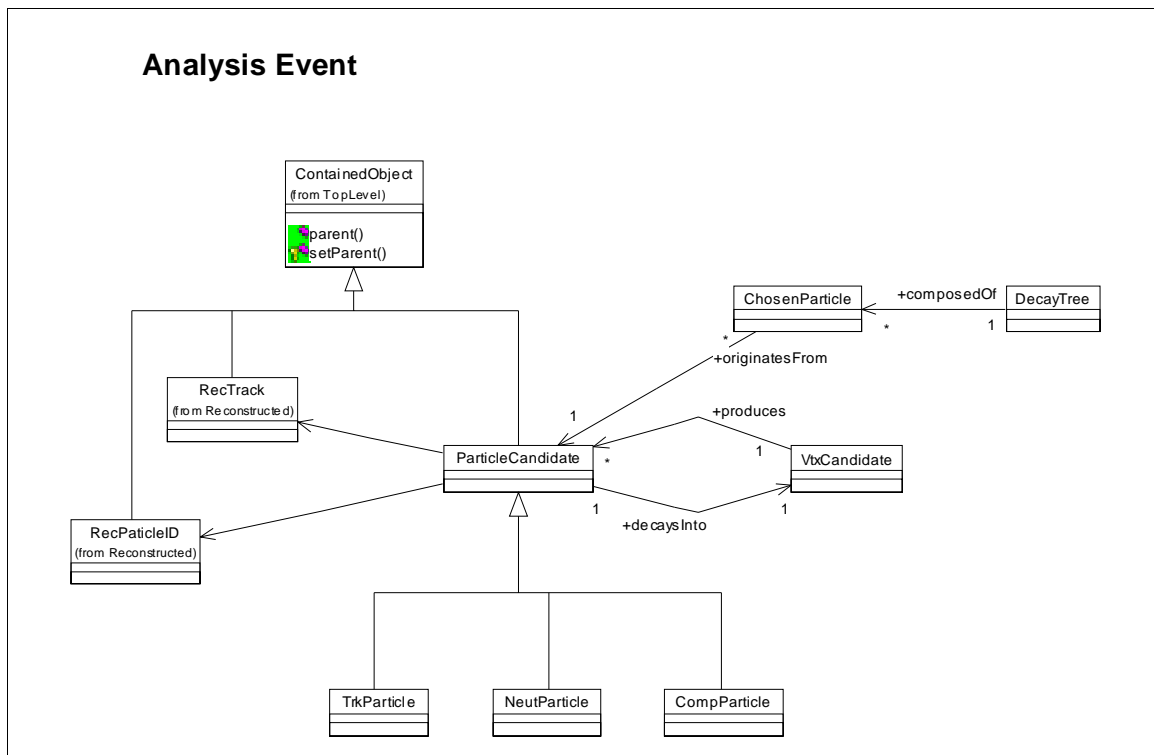 Analysis Event
ContainedObject
(from TopLevel)
parent()
setParent()
ChosenParticle
+composedOf
DecayTree
*
1
*
+originatesFrom
RecTrack
(from Reconstructed)
1
+produces
ParticleCandidate
*
1
VtxCandidate
1
+decaysInto
1
RecPaticleID
(from Reconstructed)
TrkParticle
NeutParticle
CompParticle